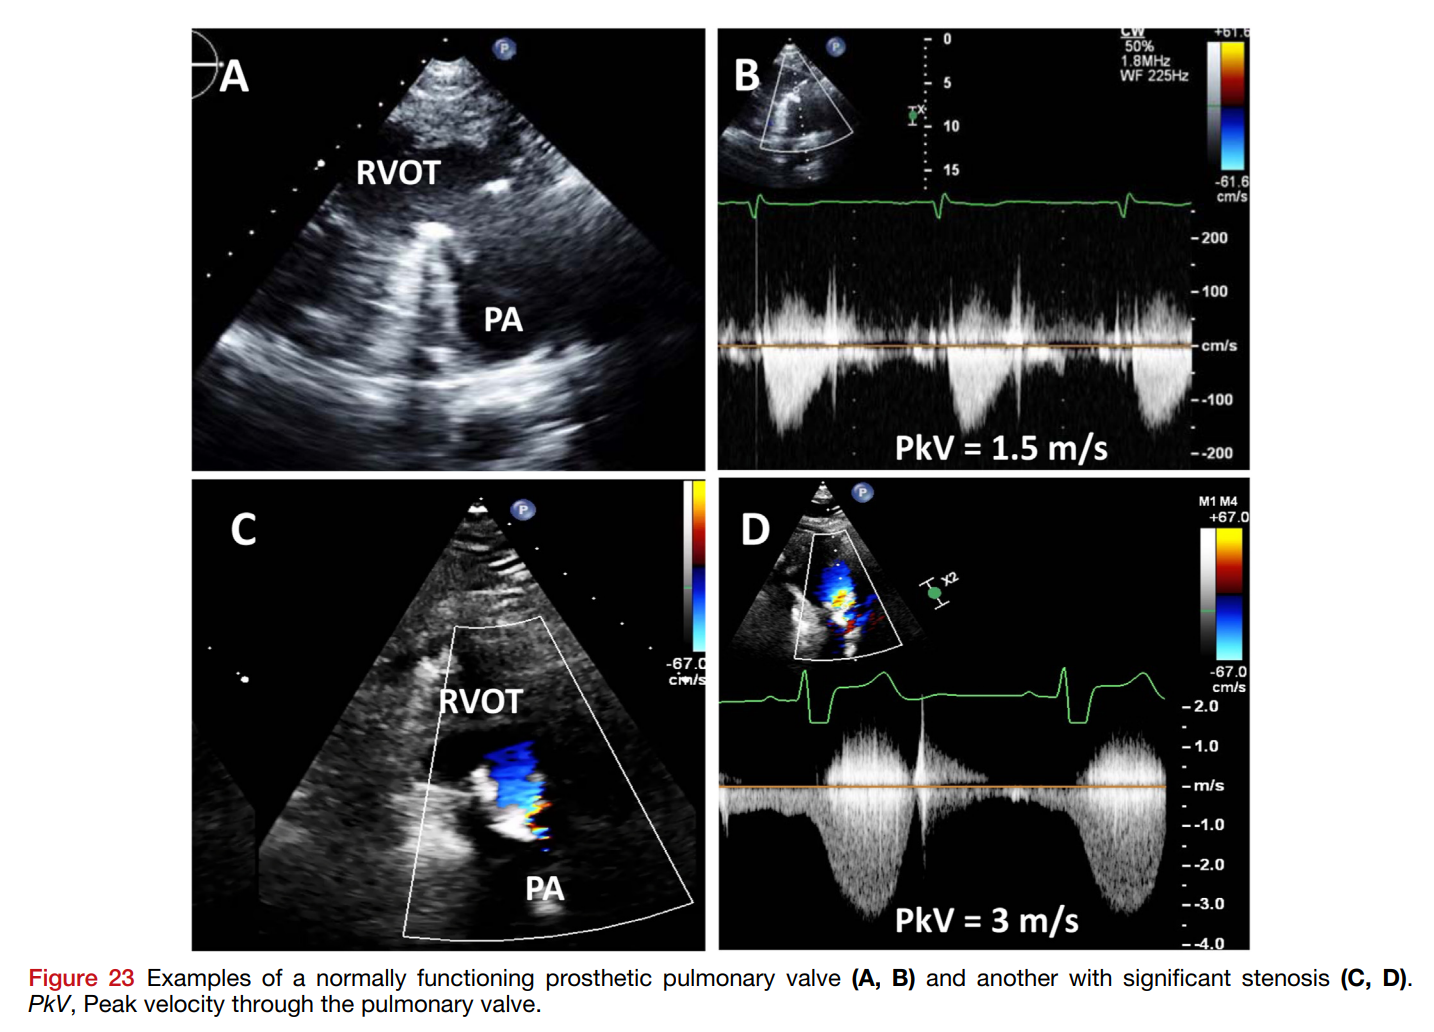 A
P
RVOT
PA
B
P
0
5
10
15
X
CW
50%
1.8MHz
WF 225Hz
+61.6
-61.6
cm/s
200
100
cm/s
-100
-200
PkV = 1.5 m/s
C
P
RVOT
PA
-67.0
cm/s
D
P
X2
M1 M4
+67.0
-67.0
cm/s
-2.0
-1.0
-m/s
-1.0
-2.0
-3.0
-4.0
PkV = 3 m/s
Figure 23 Examples of a normally functioning prosthetic pulmonary valve (A, B) and another with significant stenosis (C, D).
PkV, Peak velocity through the pulmonary valve.